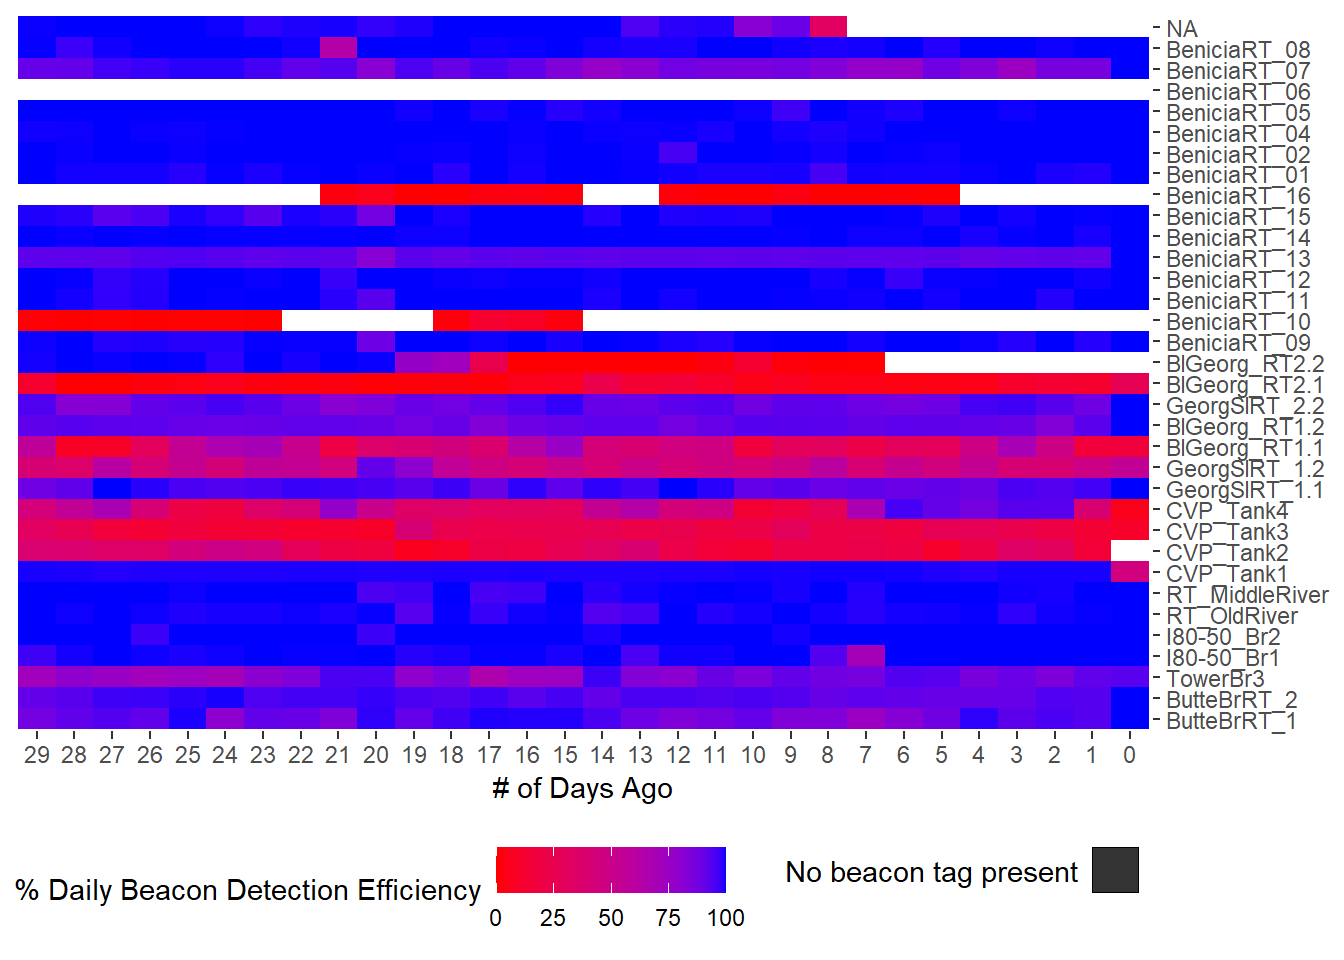 NA
BeniciaRT_08
BeniciaRT_07
BeniciaRT_06
BeniciaRT_05
BeniciaRT_04
BeniciaRT_02
BeniciaRT_01
BeniciaRT_16
BeniciaRT_15
BeniciaRT_14
BeniciaRT_13
BeniciaRT_12
BeniciaRT_11
BeniciaRT_10
BeniciaRT_09
BlGeorg_RT2.2
BlGeorg_RT2.1
GeorgSlRT_2.2
BlGeorg_RT1.2
BlGeorg_RT1.1
GeorgSlRT_1.2
GeorgSlRT_1.1
CVP_Tank4
CVP_Tank3
CVP_Tank2
CVP_Tank1
RT_MiddleRiver
RT_OldRiver
I80-50_Br2
I80-50_Br1
TowerBr3
ButteBrRT_2
ButteBrRT_1
29 28 27 26 25 24 23 22 21 20 19 18 17 16 15 14 13 12 11 10 9 8 7 6 5 4 3 2 1 0
# of Days Ago
% Daily Beacon Detection Efficiency
0 25 50 75 100
No beacon tag present